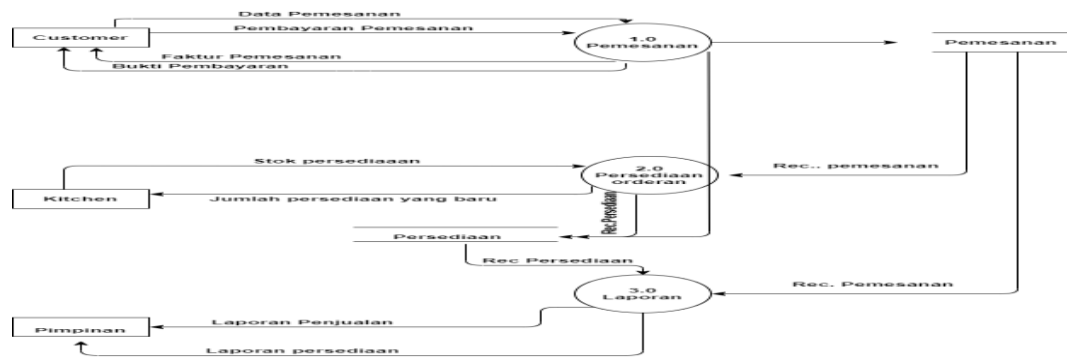 Data Pemesanan
Customer
Pembayaran Pemesanan
1.0
Pemesanan
Pemesanan
Faktur Pemesanan
Bukti Pembayaran
Stok persediaaan
2.0
Persediaan
orderan
Rec.. pemesanan
Kitchen
Jumlah persediaan yang baru
Rec.Persediaan
Persediaan
Rec Persediaan
3.0
Laporan
Rec. Pemesanan
Pimpinan
Laporan Penjualan
Laporan persediaan